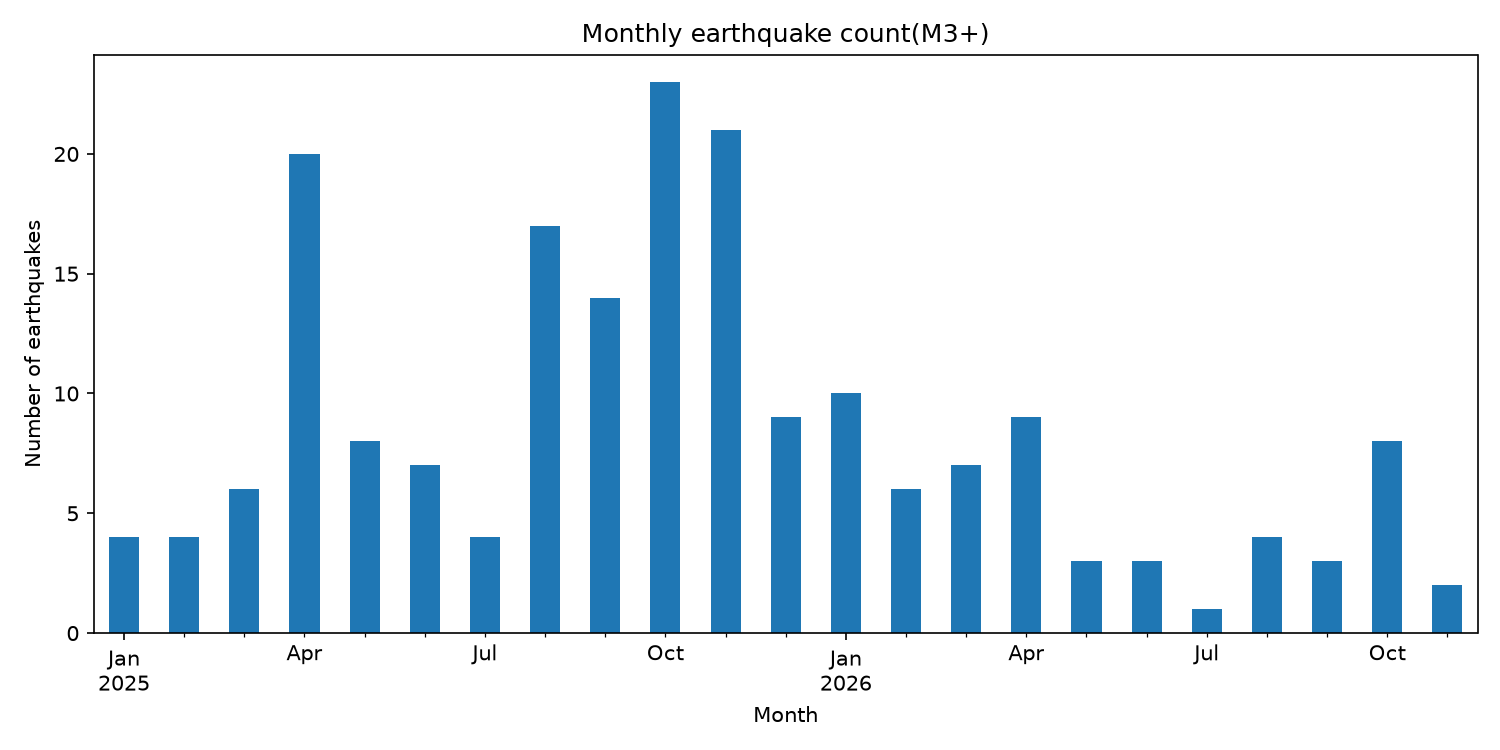 Monthly earthquake count(M3+)
Number of earthquakes
20
15
10
5
0
Jan
2025
Apr
Jul
Oct
Jan
2026
Apr
Jul
Oct
Month